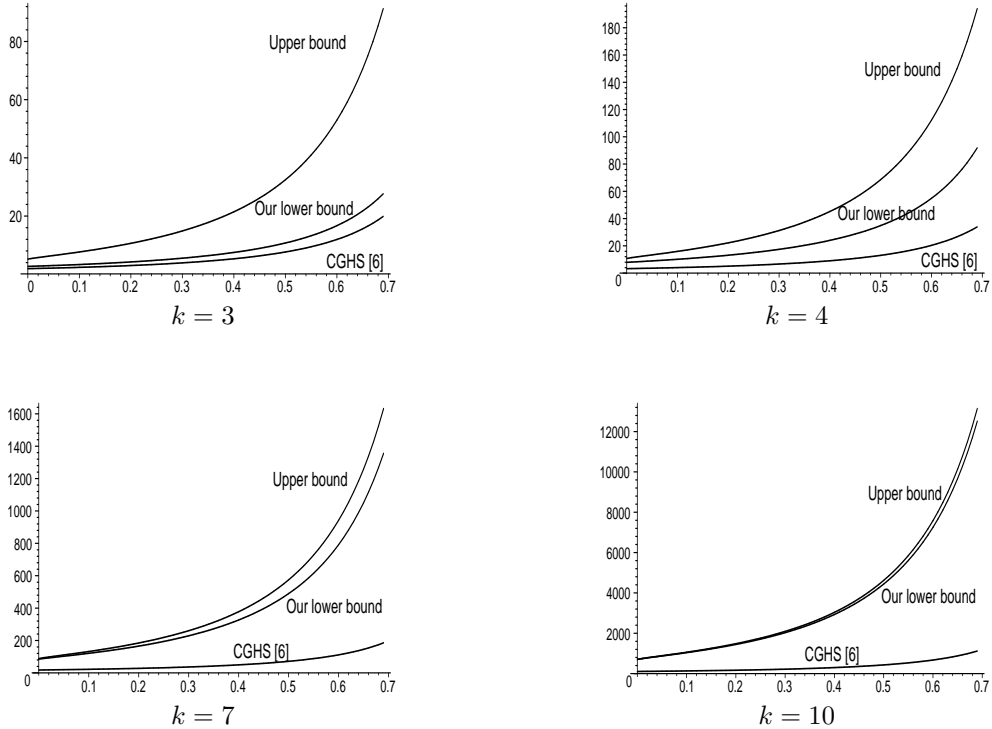 80
60
40
20
Upper bound
Our lower bound
CGHS [6]
0 0.1 0.2 0.3 0.4 0.5 0.6 0.7
k = 3
180
160
140
120
100
80
60
40
20
Upper bound
Our lower bound
CGHS [6]
0 0.1 0.2 0.3 0.4 0.5 0.6 0.7
k = 4
1600
1400
1200
1000
800
600
400
200
Upper bound
Our lower bound
CGHS [6]
0 0.1 0.2 0.3 0.4 0.5 0.6 0.7
k = 7
12000
10000
8000
6000
4000
2000
Upper bound
Our lower bound
CGHS [6]
0 0.1 0.2 0.3 0.4 0.5 0.6 0.7
k = 10